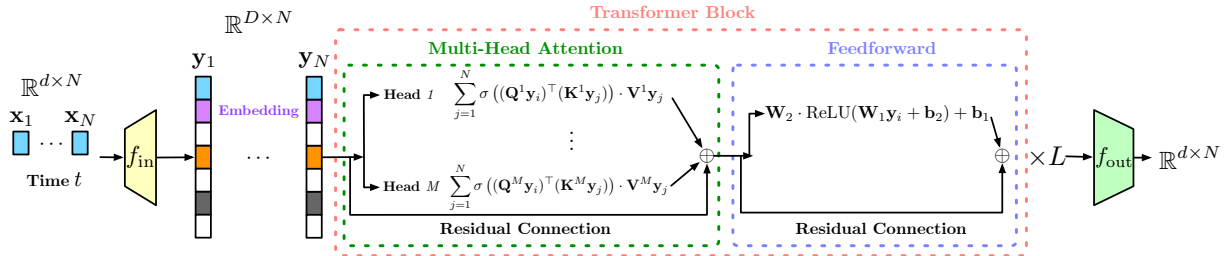 Transformer Block
ℝ^{D×N}
Multi-Head Attention
Feedforward
y_1
y_N
ℝ^{d×N}
x_1 ⋯ x_N
Time t
f_in
Embedding
⋯
Head 1 ∑_{j=1}^{N} σ((Q^1 y_i)^⊤(K^1 y_j)) · V^1 y_j
⋮
Head M ∑_{j=1}^{N} σ((Q^M y_i)^⊤(K^M y_j)) · V^M y_j
⊕
Residual Connection
W_2 · ReLU(W_1 y_i + b_2) + b_1
⊕
Residual Connection
×L
f_out
ℝ^{d×N}